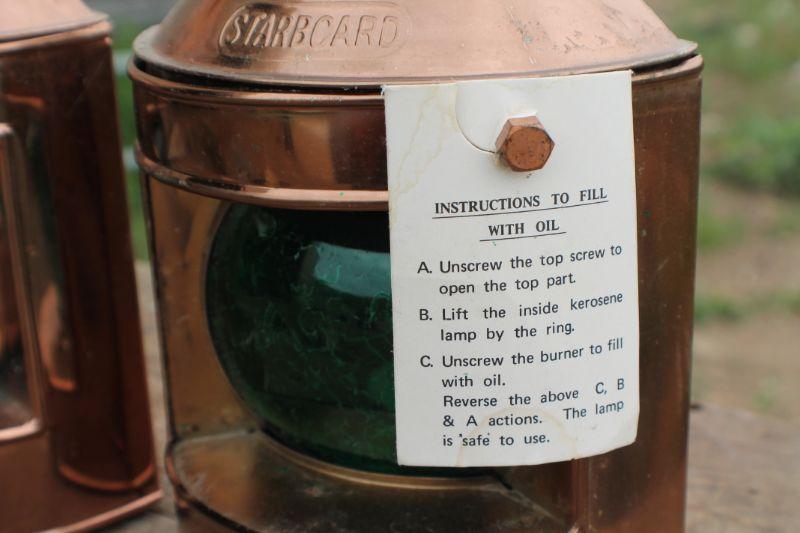 STARBOARD
INSTRUCTIONS TO FILL
WITH OIL
A. Unscrew the top screw to
open the top part.
B. Lift the inside kerosene
lamp by the ring.
C. Unscrew the burner to fill
with oil.
Reverse the above C, B
& A actions. The lamp
is 'safe' to use.